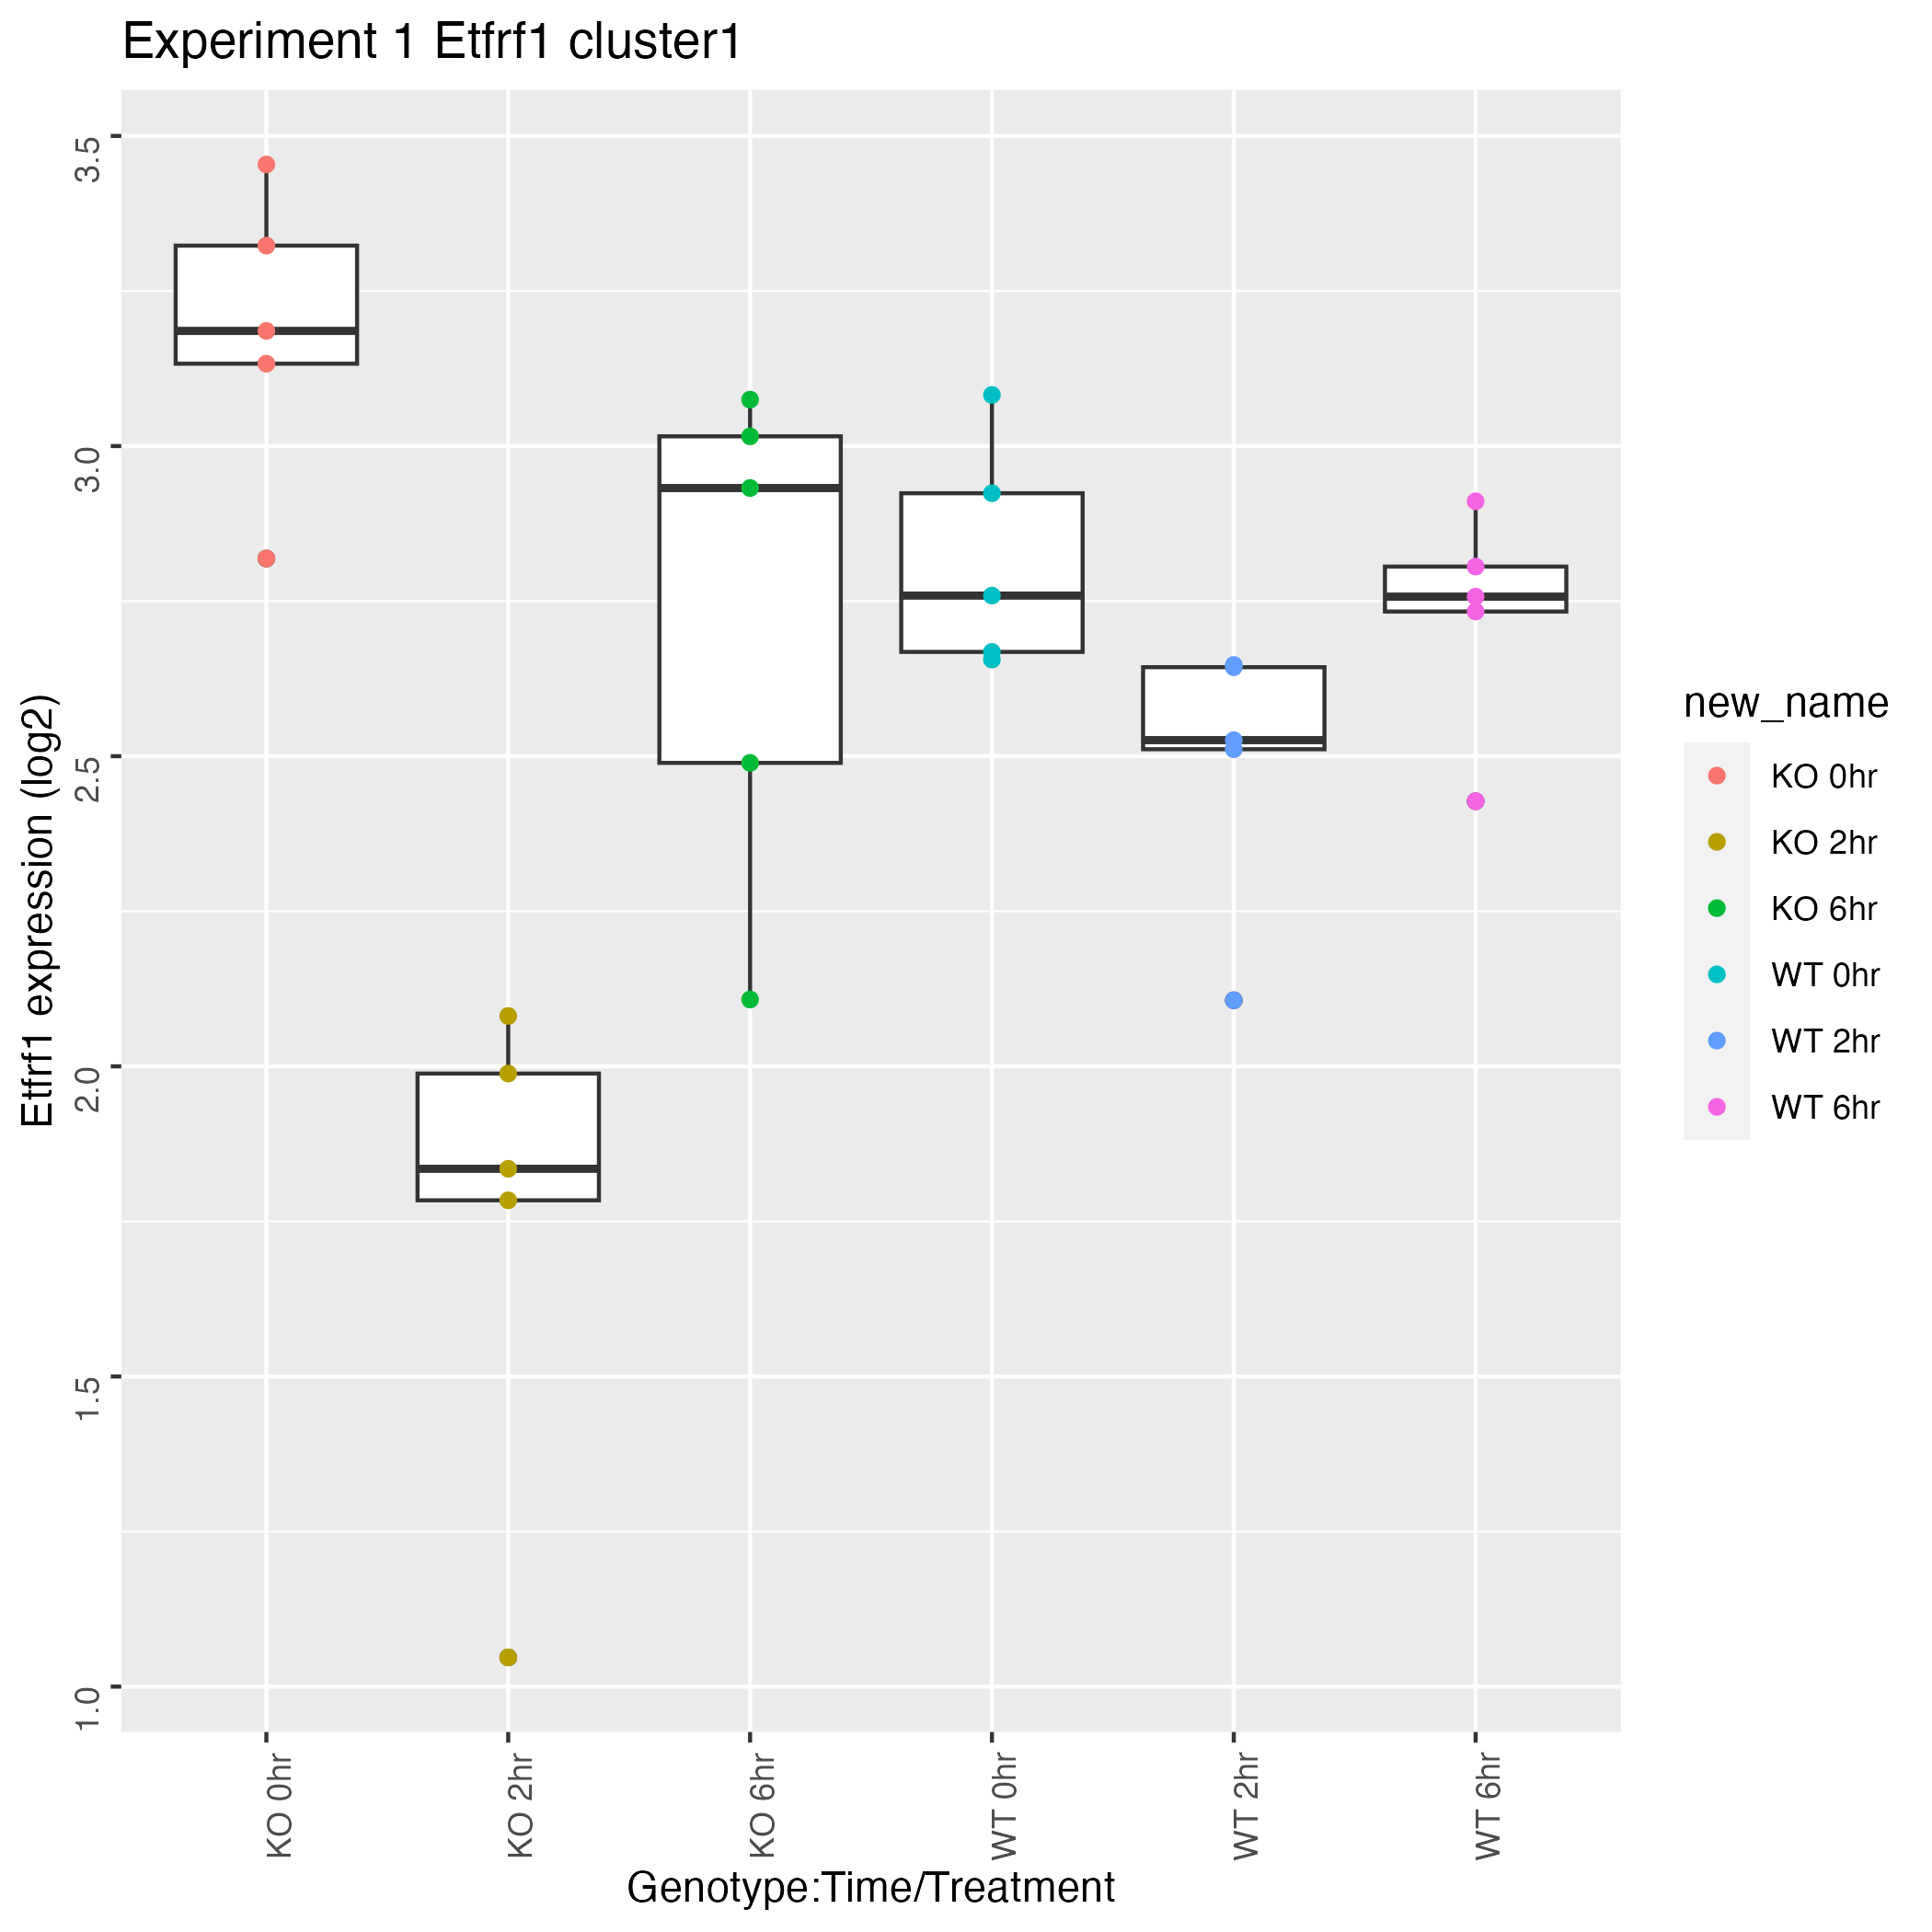 Experiment 1 Etfrf1 cluster1
Etfrf1 expression (log2)
3.5
3.0
2.5
2.0
1.5
1.0
KO 0hr
KO 2hr
KO 6hr
WT 0hr
WT 2hr
WT 6hr
Genotype:Time/Treatment
new_name
KO 0hr
KO 2hr
KO 6hr
WT 0hr
WT 2hr
WT 6hr